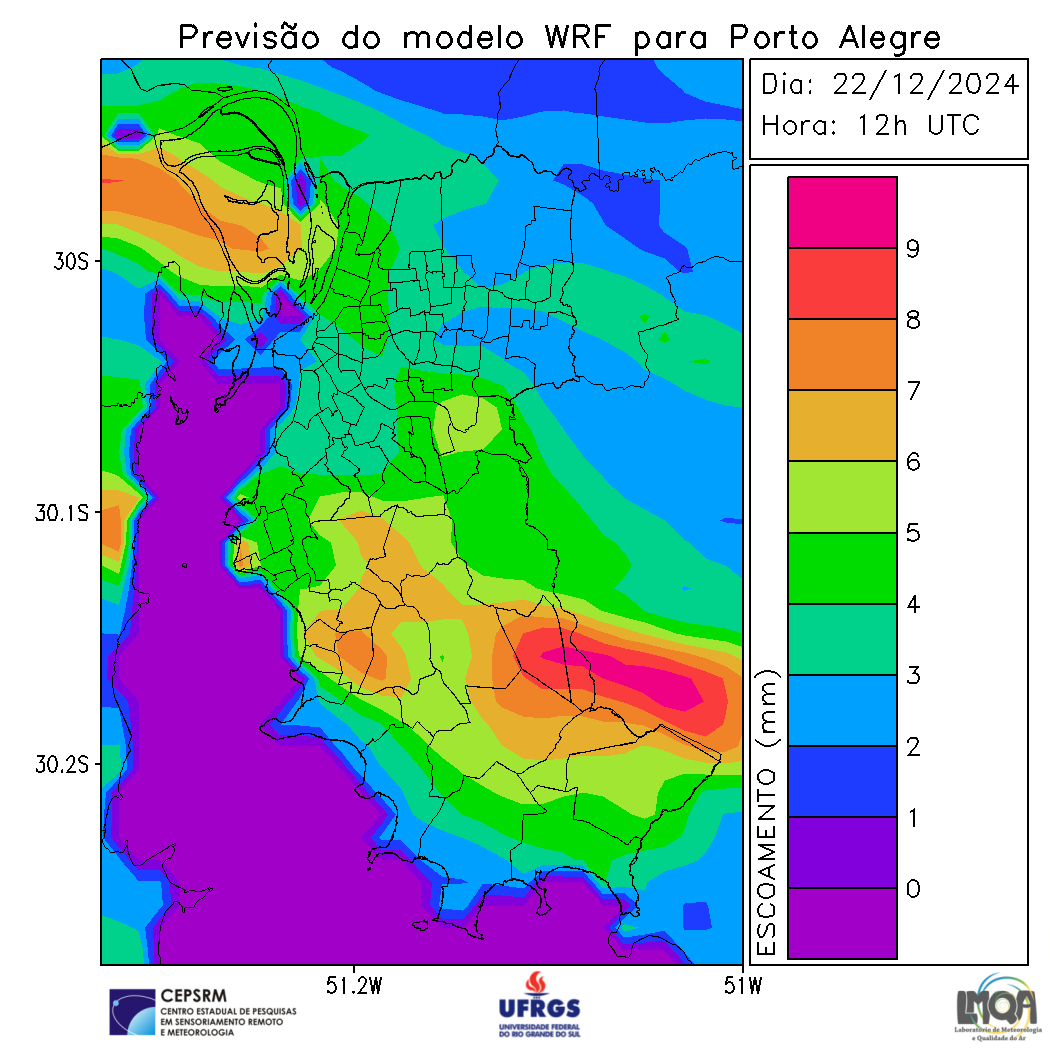 Previsão do modelo WRF para Porto Alegre
Dia: 22/12/2024
Hora: 12h UTC
9
8
7
6
5
4
3
2
1
0
ESCOAMENTO (mm)
30S
30.1S
30.2S
51.2W
51W
CEPSRM
CENTRO ESTADUAL DE PESQUISAS
EM SENSORIAMENTO REMOTO
E METEOROLOGIA
UFRGS
UNIVERSIDADE FEDERAL
DO RIO GRANDE DO SUL
LMQA
Laboratório de Meteorologia
e Qualidade do Ar